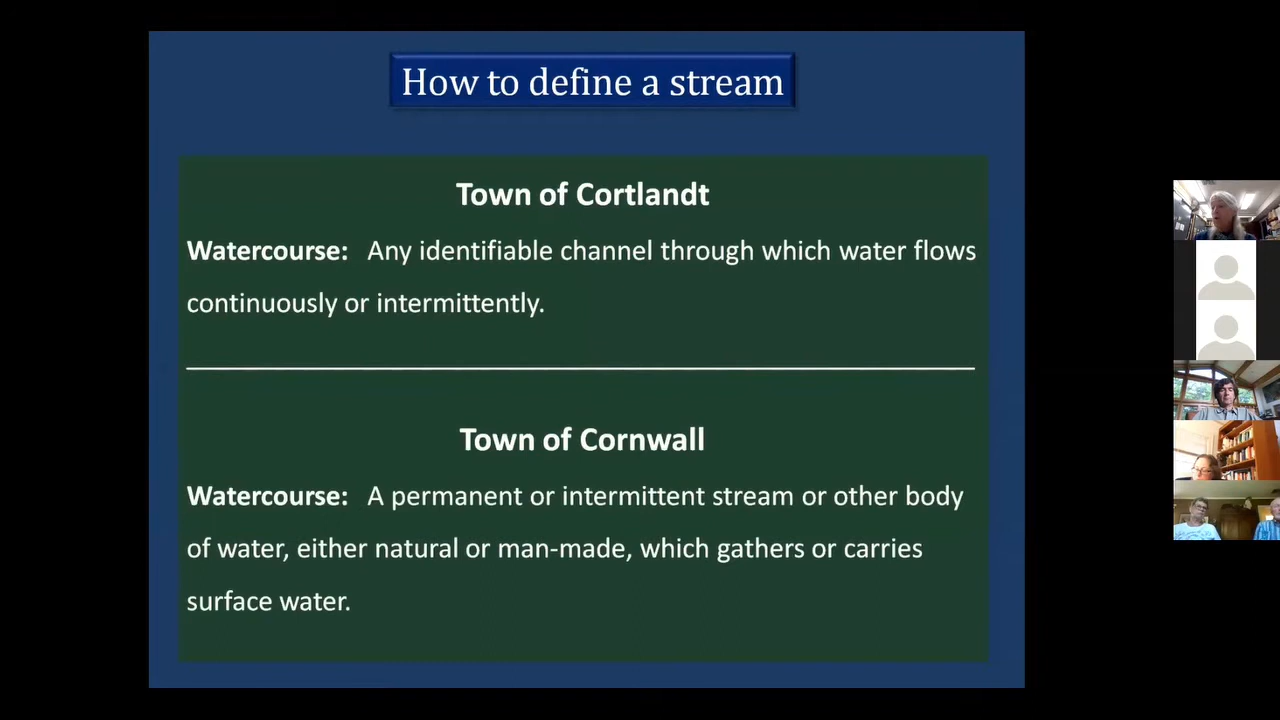 How to define a stream
Town of Cortlandt
Watercourse: Any identifiable channel through which water flows
continuously or intermittently.
Town of Cornwall
Watercourse: A permanent or intermittent stream or other body
of water, either natural or man-made, which gathers or carries
surface water.